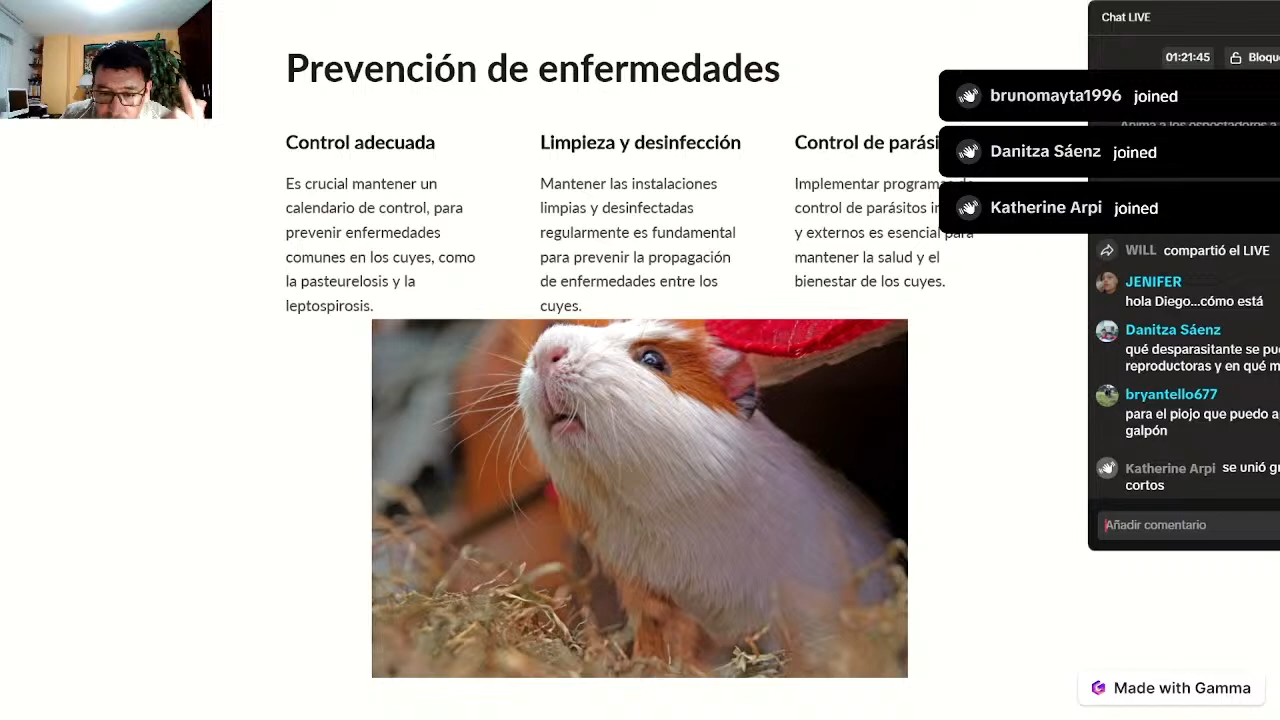 Prevención de enfermedades
Control adecuada
Es crucial mantener un
calendario de control, para
prevenir enfermedades
comunes en los cuyes, como
la pasteurelosis y la
leptospirosis.
Limpieza y desinfección
Mantener las instalaciones
limpias y desinfectadas
regularmente es fundamental
para prevenir la propagación
de enfermedades entre los
cuyes.
Control de parási
Implementar
control de parásitos
y externos es esencial para
mantener la salud y el
bienestar de los cuyes.
Chat LIVE
01:21:45
Bloque
brunomayta1996 joined
Danitza Sáenz joined
Katherine Arpi joined
WILL compartió el LIVE
JENIFER
hola Diego...cómo está
Danitza Sáenz
qué desparasitante se pu
reproductoras y en qué m
bryantello677
para el piojo que puedo a
galpón
Katherine Arpi se unió gr
cortos
Añadir comentario
Made with Gamma